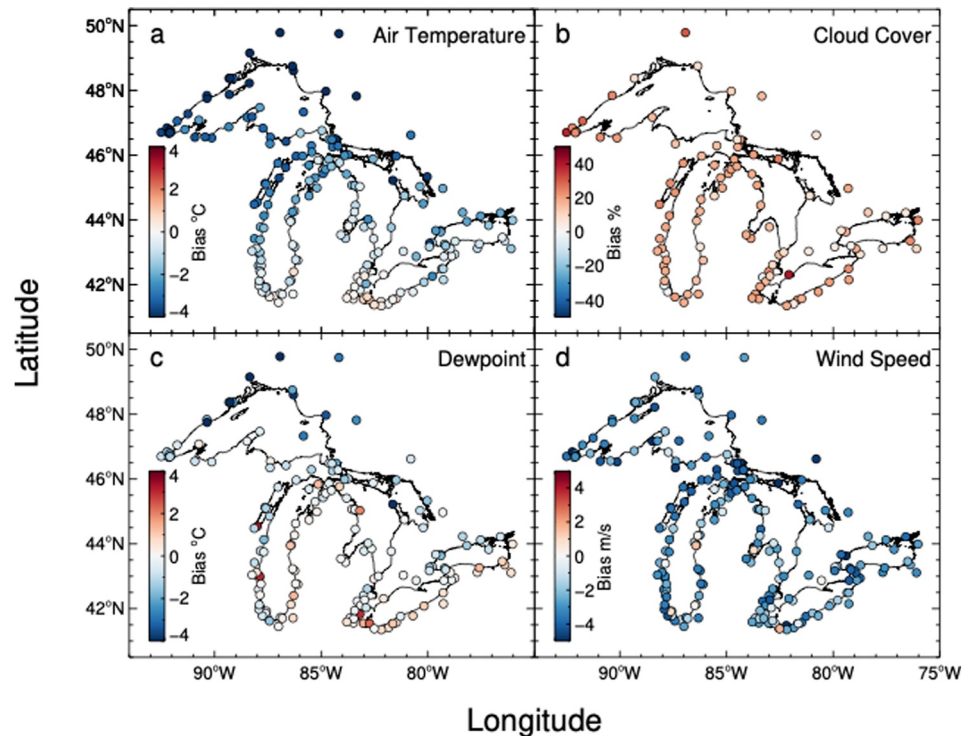 a Air Temperature
b Cloud Cover
50°N
48°N
46°N
44°N
42°N
4
2
0
−2
−4
Bias °C
40
20
0
−20
−40
Bias %
c Dewpoint
d Wind Speed
50°N
48°N
46°N
44°N
42°N
4
2
0
−2
−4
Bias °C
4
2
0
−2
−4
Bias m/s
90°W 85°W 80°W 90°W 85°W 80°W 75°W
Latitude
Longitude